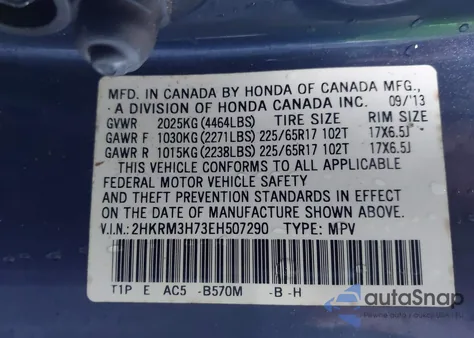 MFD. IN CANADA BY HONDA OF CANADA MFG.,
A DIVISION OF HONDA CANADA INC. 09/'13
GVWR 2025KG (4464LBS) TIRE SIZE RIM SIZE
GAWR F 1030KG (2271LBS) 225/65R17 102T 17X6.5J
GAWR R 1015KG (2238LBS) 225/65R17 102T 17X6.5J
THIS VEHICLE CONFORMS TO ALL APPLICABLE
FEDERAL MOTOR VEHICLE SAFETY
AND THEFT PREVENTION STANDARDS IN EFFECT
ON THE DATE OF MANUFACTURE SHOWN ABOVE.
V.I.N.: 2HKRM3H73EH507290 TYPE: MPV
T1P E AC5 -B570M -B -H
autoSnap